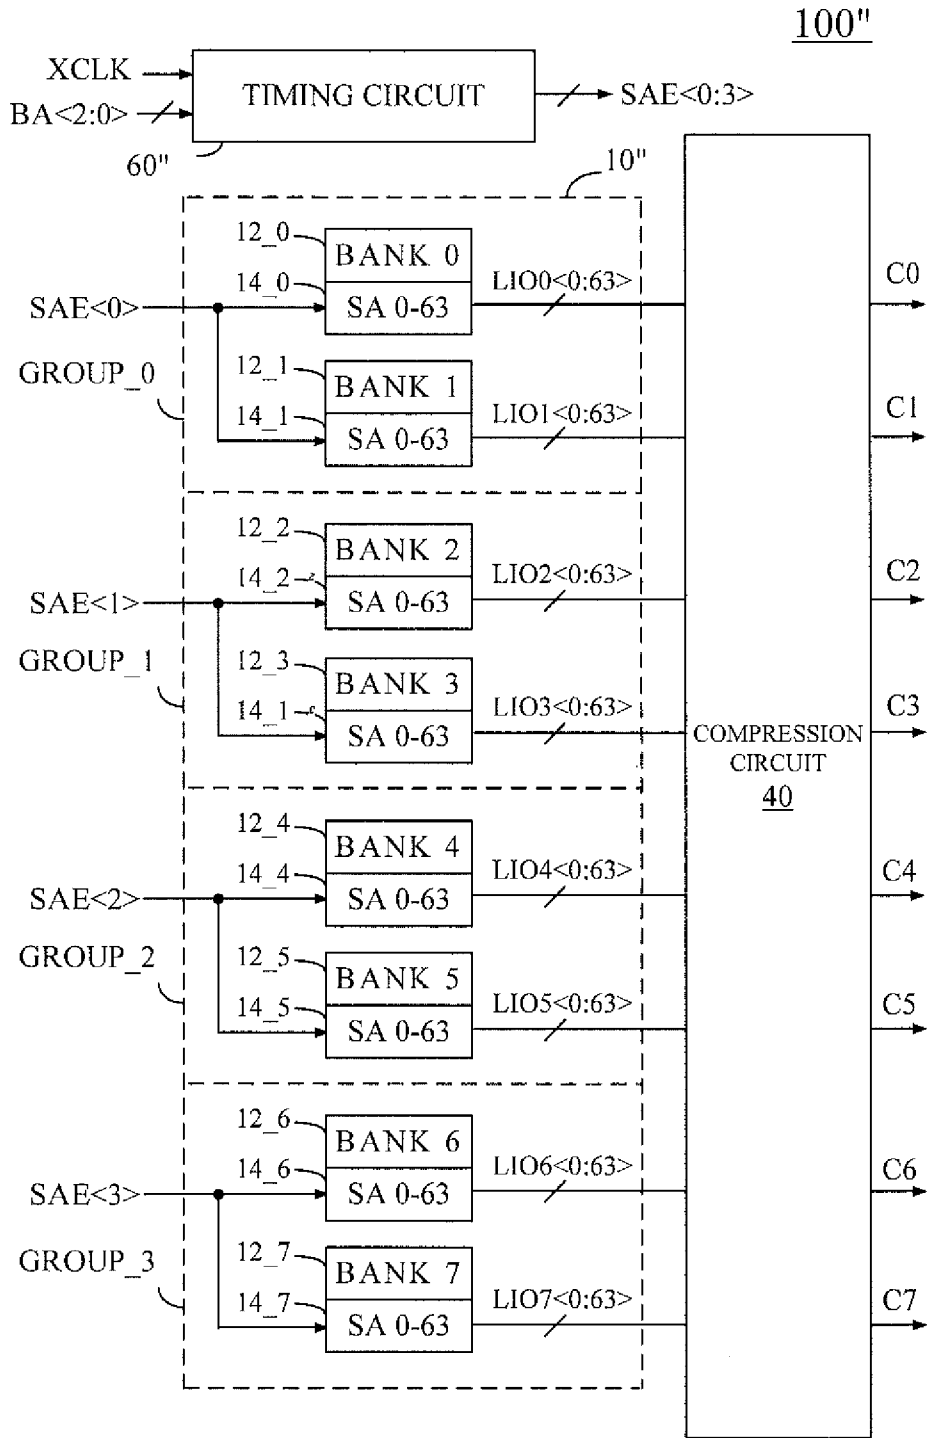 100"
XCLK
BA<2:0>
TIMING CIRCUIT
SAE<0:3>
60"
10"
12_0
BANK 0
14_0
SA 0-63
LIO0<0:63>
C0
SAE<0>
GROUP_0
12_1
BANK 1
14_1
SA 0-63
LIO1<0:63>
C1
12_2
BANK 2
14_2
SA 0-63
LIO2<0:63>
C2
SAE<1>
GROUP_1
12_3
BANK 3
14_1
SA 0-63
LIO3<0:63>
C3
COMPRESSION
CIRCUIT
40
12_4
BANK 4
14_4
SA 0-63
LIO4<0:63>
C4
SAE<2>
GROUP_2
12_5
BANK 5
14_5
SA 0-63
LIO5<0:63>
C5
12_6
BANK 6
14_6
SA 0-63
LIO6<0:63>
C6
SAE<3>
GROUP_3
12_7
BANK 7
14_7
SA 0-63
LIO7<0:63>
C7